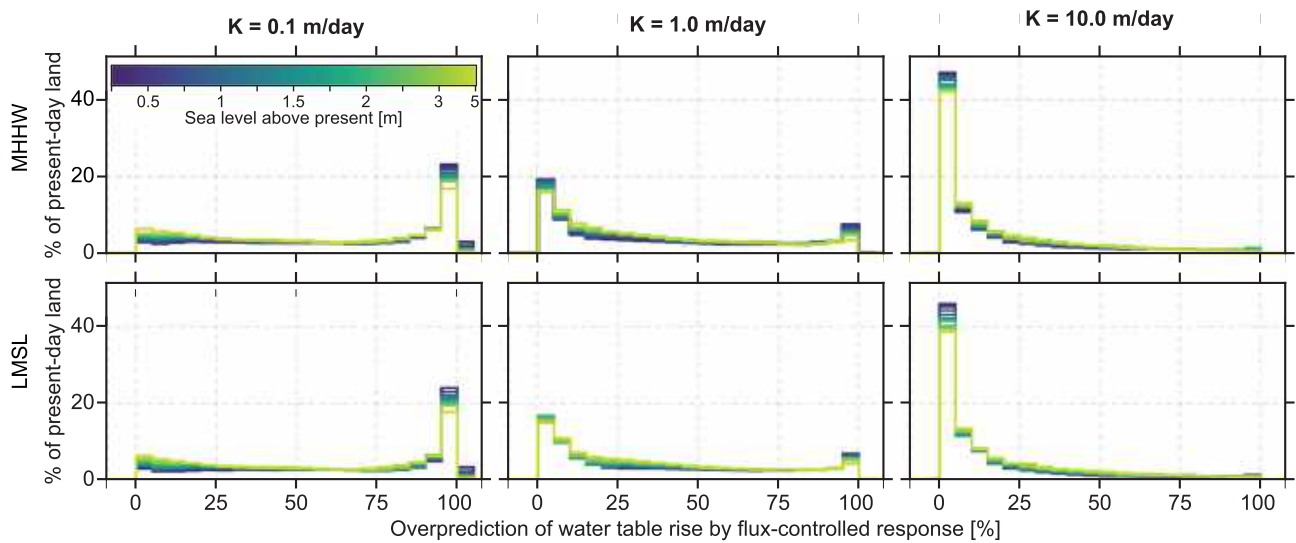 K = 0.1 m/day
K = 1.0 m/day
K = 10.0 m/day
MHHW
% of present-day land
40
20
0
0.5
1
1.5
2
3
5
Sea level above present [m]
LMSL
% of present-day land
40
20
0
0 25 50 75 100
0 25 50 75 100
0 25 50 75 100
Overprediction of water table rise by flux-controlled response [%]